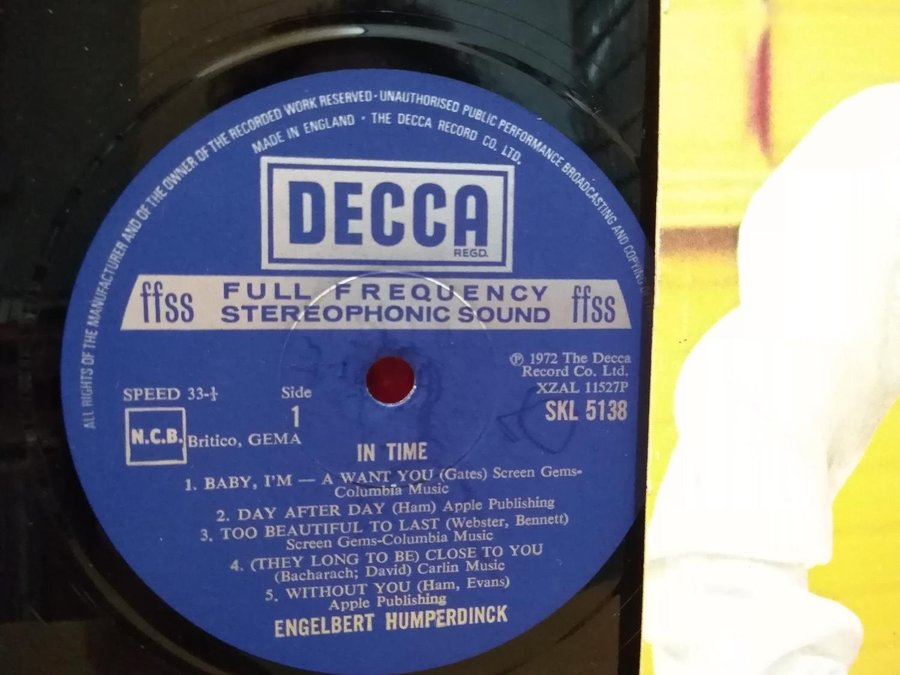 ALL RIGHTS OF THE MANUFACTURER AND OF THE OWNER OF THE RECORDED WORK RESERVED · UNAUTHORISED PUBLIC PERFORMANCE BROADCASTING AND COPYING
MADE IN ENGLAND · THE DECCA RECORD CO. LTD.
DECCA
REGD.
ffss FULL FREQUENCY STEREOPHONIC SOUND ffss
℗ 1972 The Decca
Record Co. Ltd.
XZAL 11527P
SKL 5138
SPEED 33-⅓
Side
1
N.C.B. Britico, GEMA
IN TIME
1. BABY, I'M — A WANT YOU (Gates) Screen Gems-
Columbia Music
2. DAY AFTER DAY (Ham) Apple Publishing
3. TOO BEAUTIFUL TO LAST (Webster, Bennett)
Screen Gems-Columbia Music
4. (THEY LONG TO BE) CLOSE TO YOU
(Bacharach; David) Carlin Music
5. WITHOUT YOU (Ham, Evans)
Apple Publishing
ENGELBERT HUMPERDINCK